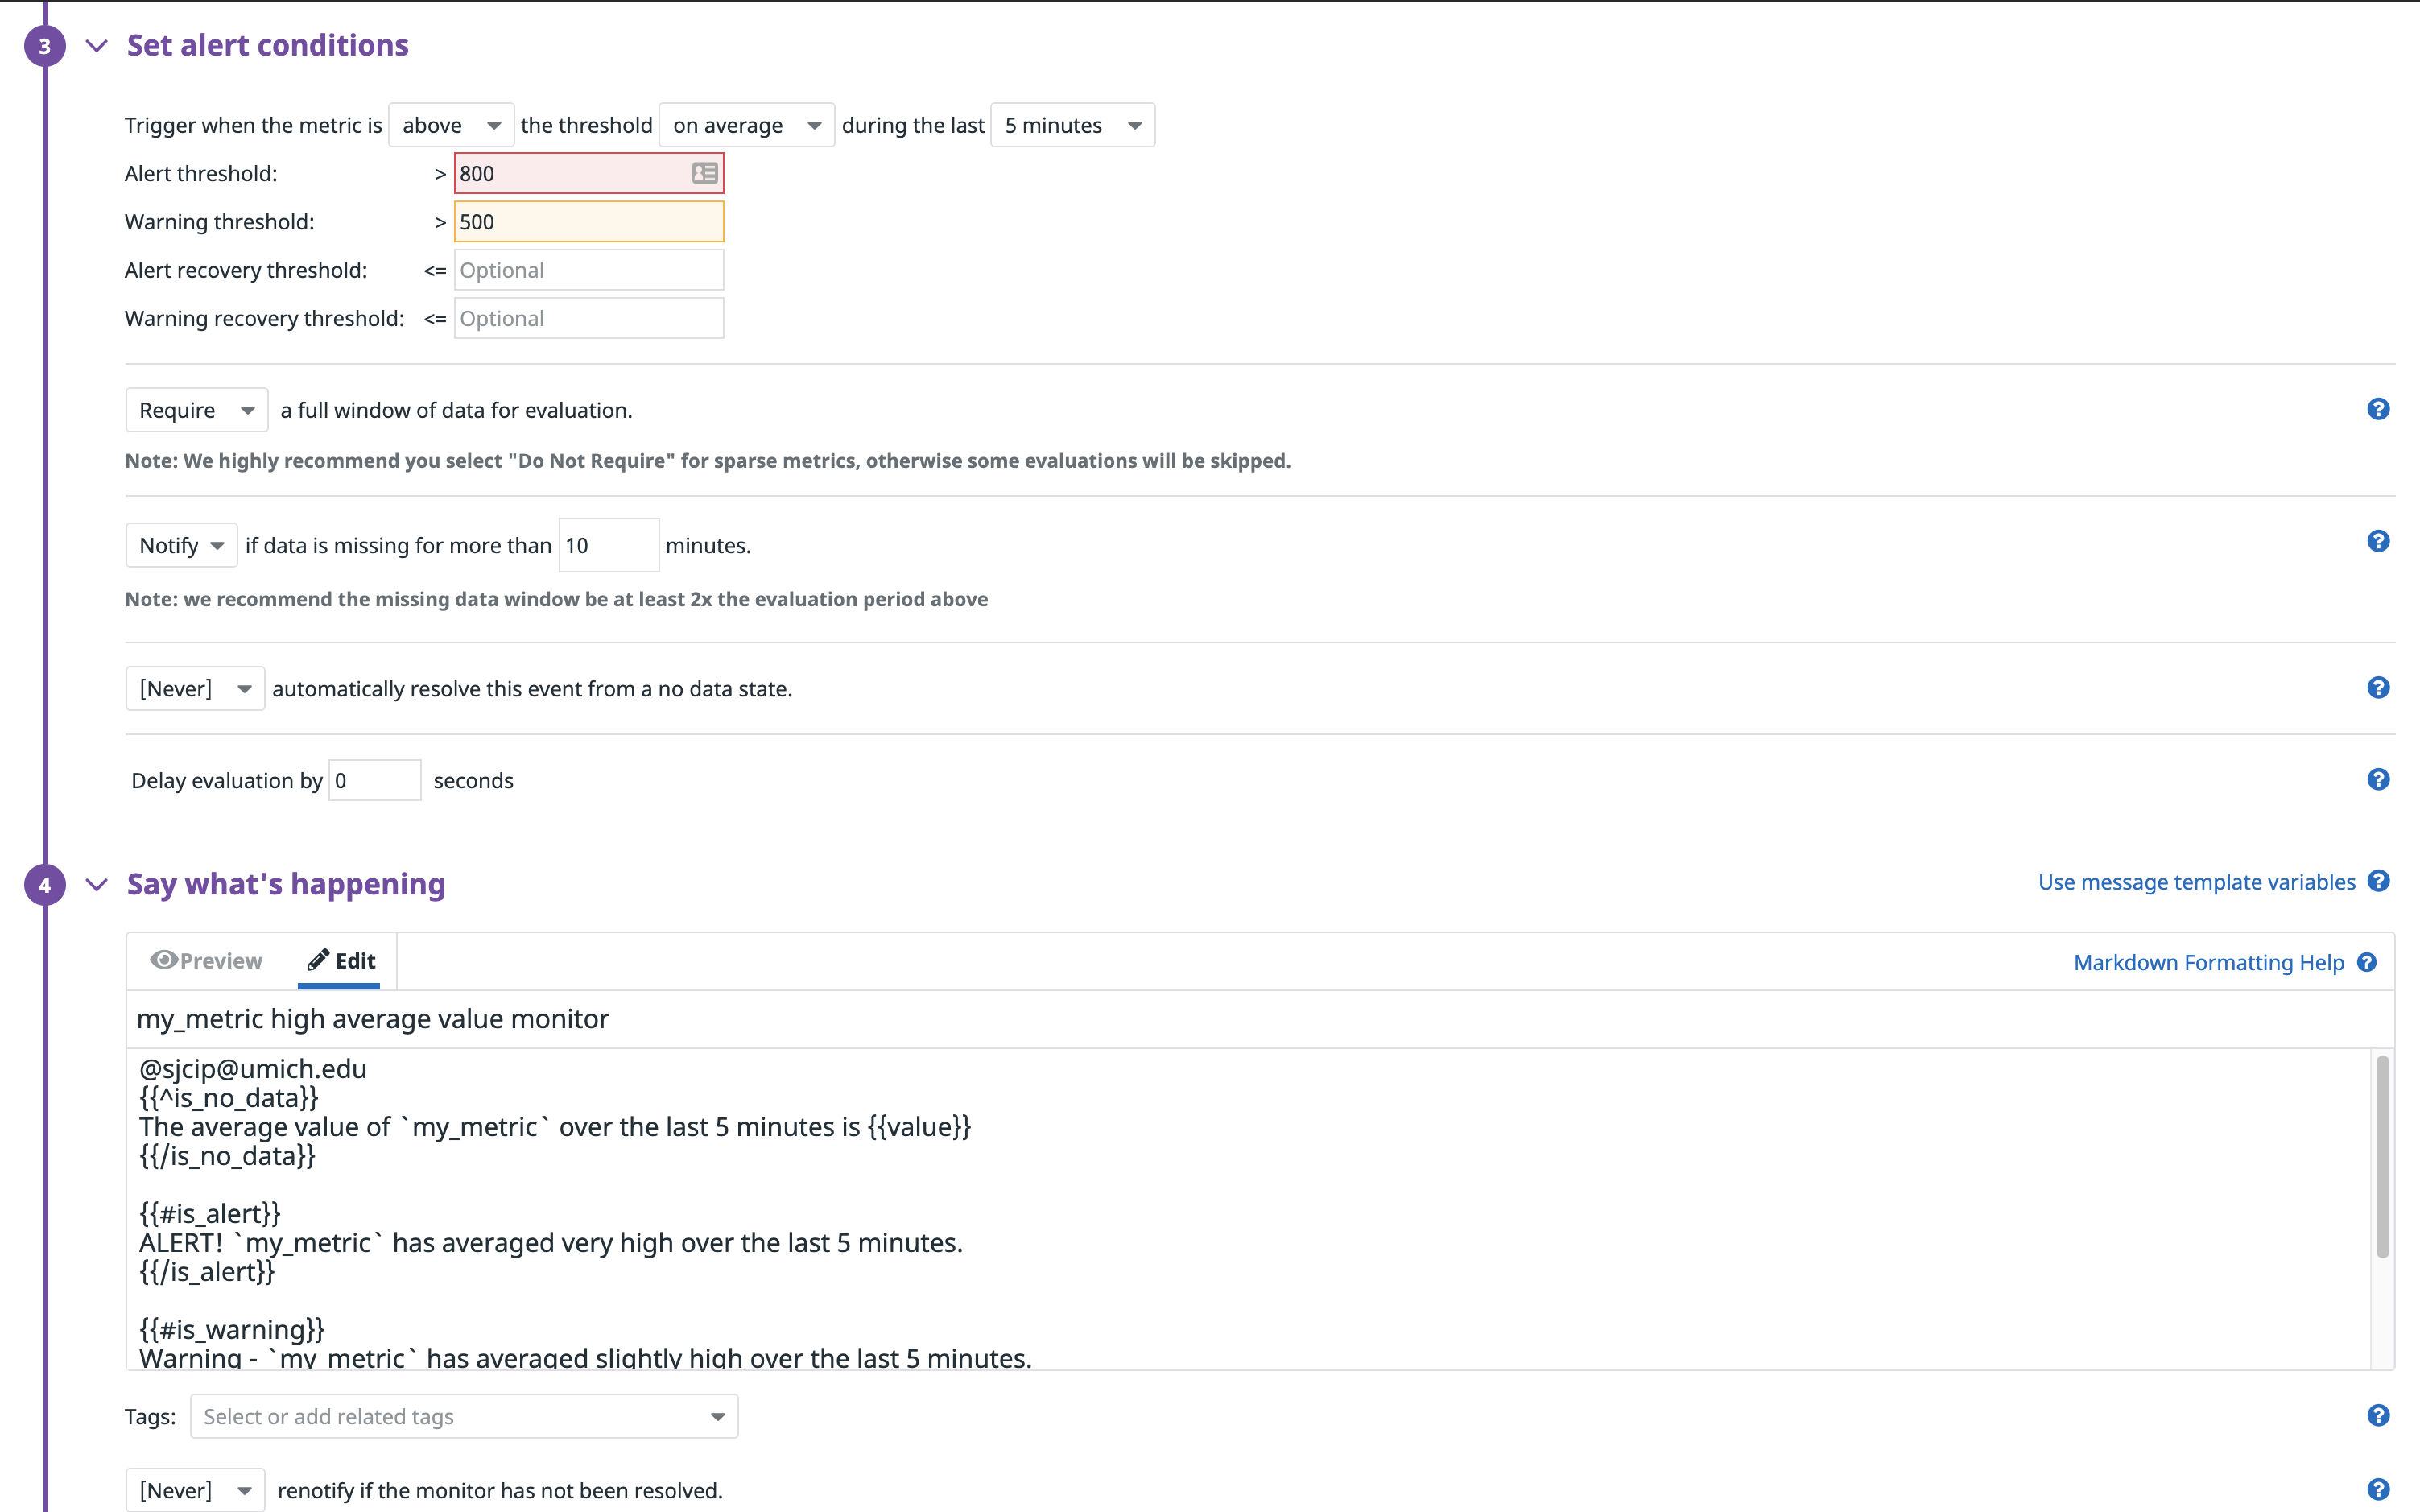 3 Set alert conditions
Trigger when the metric is above the threshold on average during the last 5 minutes
Alert threshold: > 800
Warning threshold: > 500
Alert recovery threshold: <= Optional
Warning recovery threshold: <= Optional
Require a full window of data for evaluation.
Note: We highly recommend you select "Do Not Require" for sparse metrics, otherwise some evaluations will be skipped.
Notify if data is missing for more than 10 minutes.
Note: we recommend the missing data window be at least 2x the evaluation period above
[Never] automatically resolve this event from a no data state.
Delay evaluation by 0 seconds
4 Say what's happening Use message template variables
Preview Edit Markdown Formatting Help
my_metric high average value monitor
@sjcip@umich.edu
{{^is_no_data}}
The average value of `my_metric` over the last 5 minutes is {{value}}
{{/is_no_data}}
{{#is_alert}}
ALERT! `my_metric` has averaged very high over the last 5 minutes.
{{/is_alert}}
{{#is_warning}}
Warning - `my_metric` has averaged slightly high over the last 5 minutes.
Tags: Select or add related tags
[Never] renotify if the monitor has not been resolved.